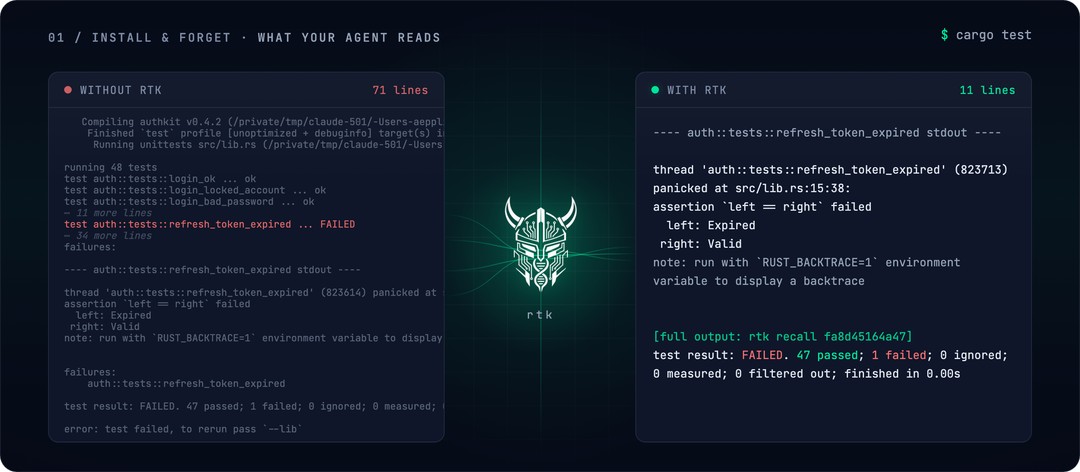 01 / INSTALL & FORGET · WHAT YOUR AGENT READS
$ cargo test
WITHOUT RTK
71 lines
Compiling authkit v0.4.2 (/private/tmp/claude-501/-Users-aeppl
Finished `test` profile [unoptimized + debuginfo] target(s) i
Running unittests src/lib.rs (/private/tmp/claude-501/-Users
running 48 tests
test auth::tests::login_ok ... ok
test auth::tests::login_locked_account ... ok
test auth::tests::login_bad_password ... ok
— 11 more lines
test auth::tests::refresh_token_expired ... FAILED
— 34 more lines
failures:
---- auth::tests::refresh_token_expired stdout ----
thread 'auth::tests::refresh_token_expired' (823614) panicked at
assertion `left == right` failed
left: Expired
right: Valid
note: run with `RUST_BACKTRACE=1` environment variable to display
failures:
auth::tests::refresh_token_expired
test result: FAILED. 47 passed; 1 failed; 0 ignored; 0 measured;
error: test failed, to rerun pass `--lib`
rtk
WITH RTK
11 lines
---- auth::tests::refresh_token_expired stdout ----
thread 'auth::tests::refresh_token_expired' (823713)
panicked at src/lib.rs:15:38:
assertion `left == right` failed
left: Expired
right: Valid
note: run with `RUST_BACKTRACE=1` environment
variable to display a backtrace
[full output: rtk recall fa8d45164a47]
test result: FAILED. 47 passed; 1 failed; 0 ignored;
0 measured; 0 filtered out; finished in 0.00s